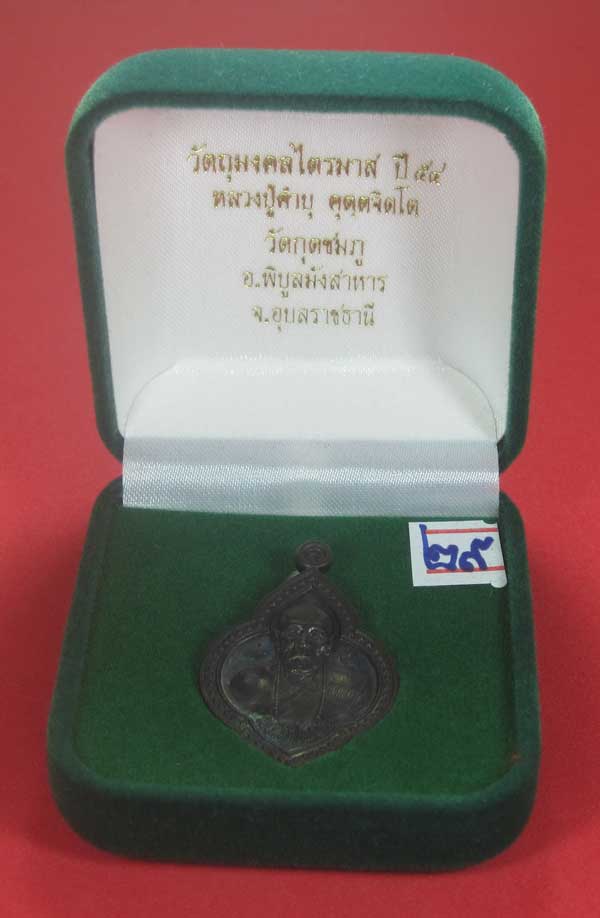 วัตถุมงคลไตรมาส ปี ๕๔
หลวงปู่คำบุ คุตฺตจิตฺโต
วัดกุดชมภู
อ.พิบูลมังสาหาร
จ.อุบลราชธานี
๒๙